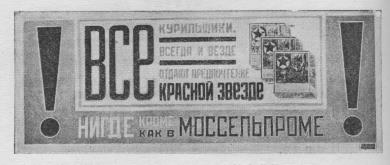 ВСЕ
КУРИЛЬЩИКИ,
ВСЕГДА И ВЕЗДЕ
ОТДАЮТ ПРЕДПОЧТЕНИЕ
КРАСНОЙ ЗВЕЗДЕ
НИГДЕ КРОМЕ
КАК В МОССЕЛЬПРОМЕ